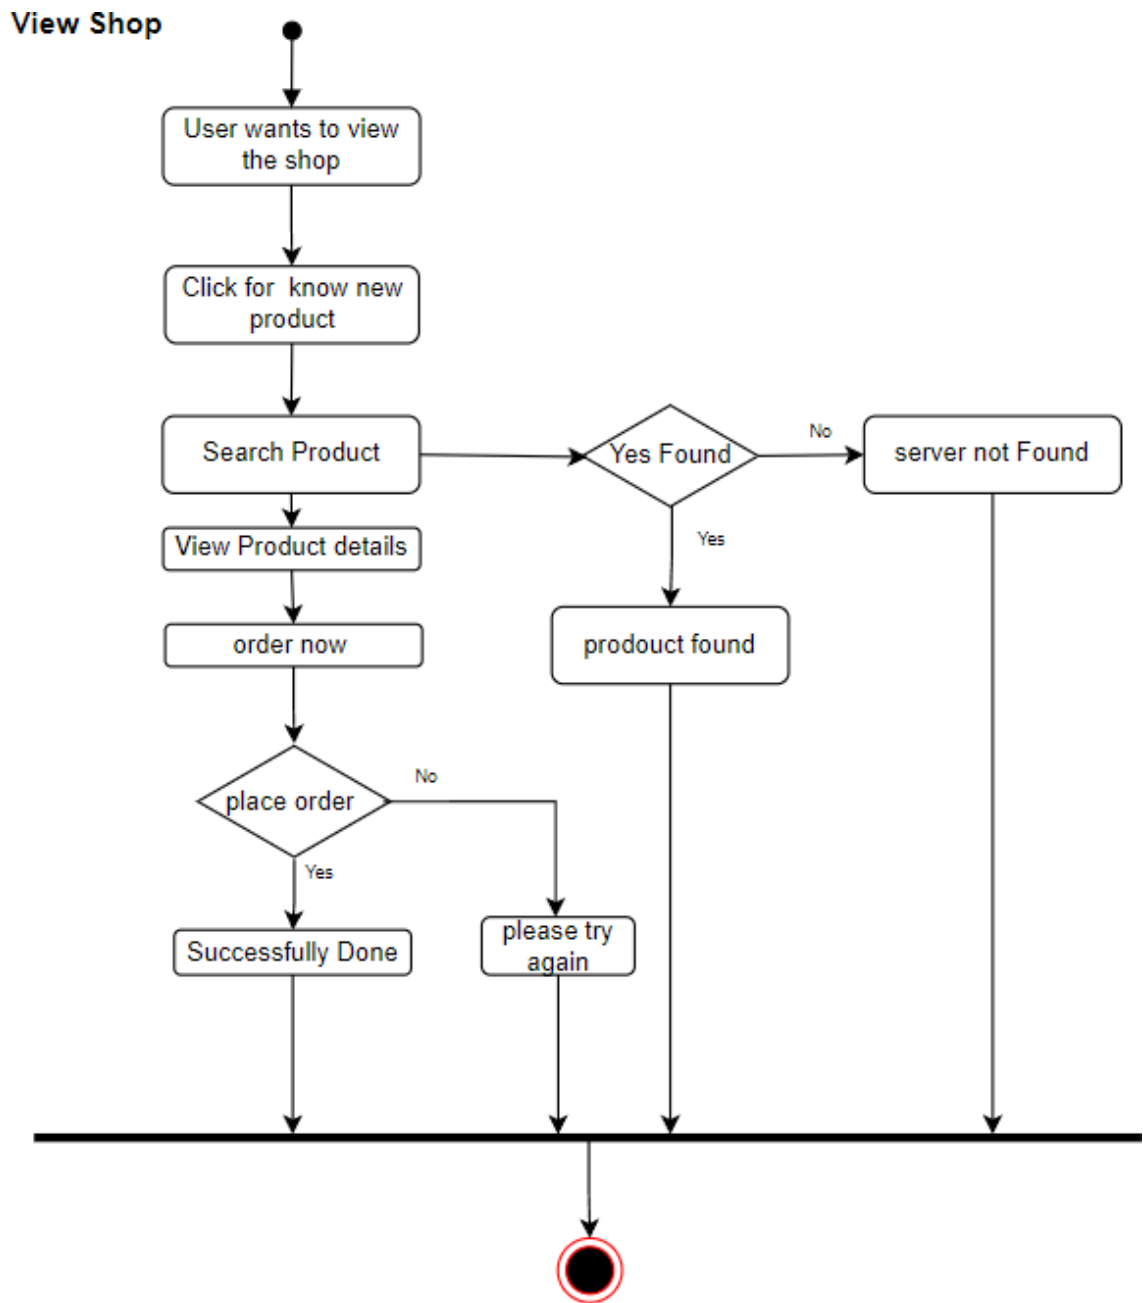 View Shop
User wants to view
the shop
Click for know new
product
Search Product
Yes Found
No
server not Found
View Product details
Yes
order now
prodouct found
place order
No
Yes
Successfully Done
please try
again